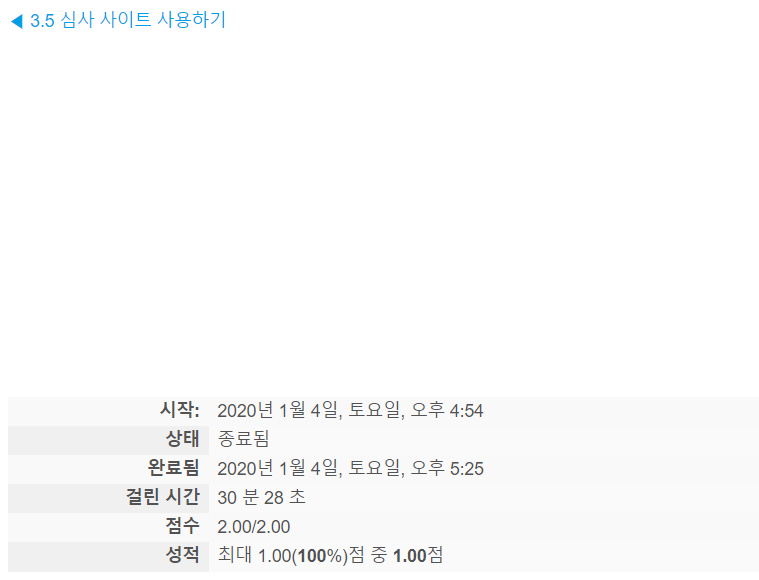 ◀ 3.5 심사 사이트 사용하기
시작: 2020년 1월 4일, 토요일, 오후 4:54
상태 종료됨
완료됨 2020년 1월 4일, 토요일, 오후 5:25
걸린 시간 30 분 28 초
점수 2.00/2.00
성적 최대 1.00(100%)점 중 1.00점